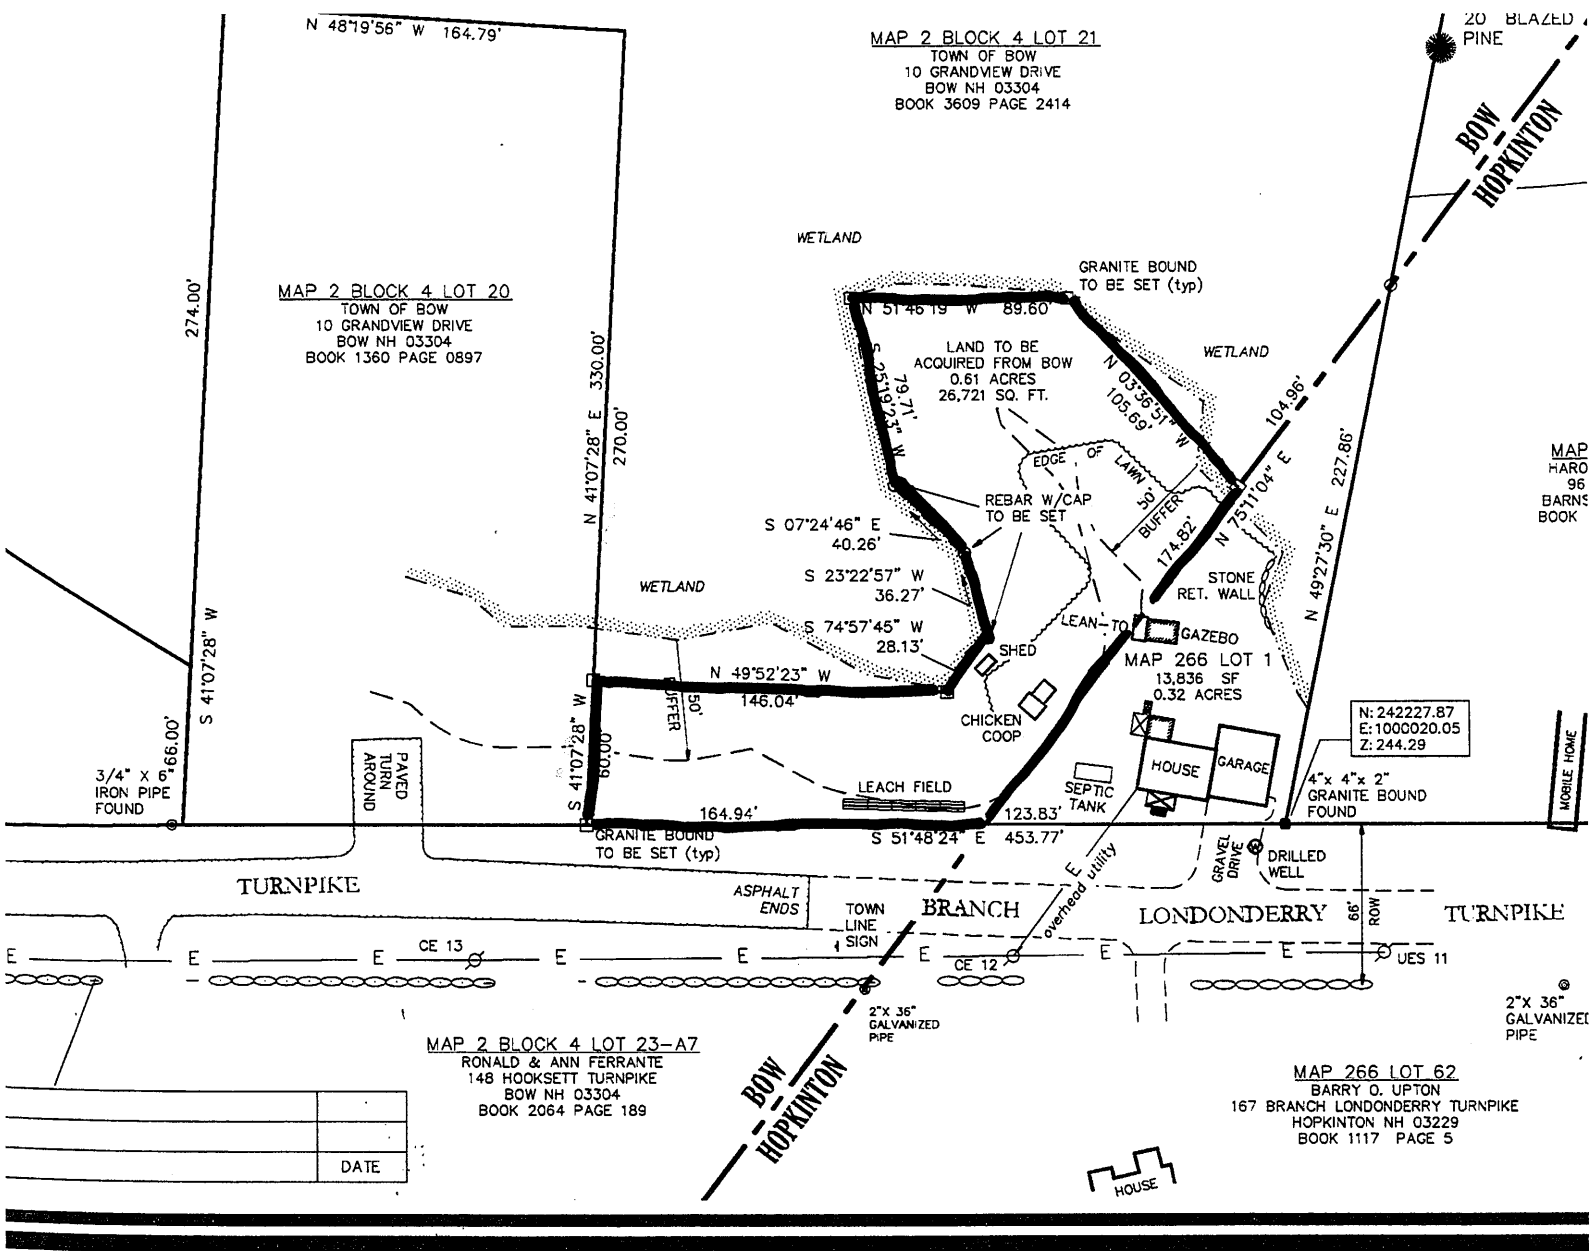 N 48°19'56" W 164.79'
MAP 2 BLOCK 4 LOT 21
TOWN OF BOW
10 GRANDVIEW DRIVE
BOW NH 03304
BOOK 3609 PAGE 2414
20 BLAZED
PINE
BOW
HOPKINTON
WETLAND
GRANITE BOUND
TO BE SET (typ)
274.00'
MAP 2 BLOCK 4 LOT 20
TOWN OF BOW
10 GRANDVIEW DRIVE
BOW NH 03304
BOOK 1360 PAGE 0897
N 41°07'28" E 330.00'
270.00'
N 51°46'19" W 89.60'
LAND TO BE
ACQUIRED FROM BOW
0.61 ACRES
26,721 SQ. FT.
S 25°19'23" W
79.71'
N 03°36'51" W
105.69'
WETLAND
104.96'
N 75°11'04" E
174.82'
N 49°27'30" E 227.86'
MAP
HARO
96
BARNS
BOOK
EDGE OF LAWN
50'
BUFFER
REBAR W/CAP
TO BE SET
S 07°24'46" E
40.26'
S 23°22'57" W
36.27'
S 74°57'45" W
28.13'
WETLAND
STONE
RET. WALL
LEAN-TO
GAZEBO
SHED
MAP 266 LOT 1
13,836 SF
0.32 ACRES
N 49°52'23" W
146.04'
50'
BUFFER
CHICKEN
COOP
S 41°07'28" W
66.00'
S 41°07'28" W
60.00'
N: 242227.87
E: 1000020.05
Z: 244.29
3/4" X 6"
IRON PIPE
FOUND
PAVED
TURN
AROUND
LEACH FIELD
SEPTIC
TANK
HOUSE
GARAGE
4"x 4"x 2"
GRANITE BOUND
FOUND
MOBILE HOME
164.94'
123.83'
S 51°48'24" E 453.77'
GRANITE BOUND
TO BE SET (typ)
GRAVEL
DRIVE
DRILLED
WELL
E
overhead utility
TURNPIKE
ASPHALT
ENDS
TOWN
LINE
SIGN
BRANCH
LONDONDERRY
66'
ROW
TURNPIKE
E
E
E
CE 13
E
E
E
CE 12
E
E
UES 11
2"X 36"
GALVANIZED
PIPE
2"X 36"
GALVANIZED
PIPE
MAP 2 BLOCK 4 LOT 23-A7
RONALD & ANN FERRANTE
148 HOOKSETT TURNPIKE
BOW NH 03304
BOOK 2064 PAGE 189
BOW
HOPKINTON
MAP 266 LOT 62
BARRY O. UPTON
167 BRANCH LONDONDERRY TURNPIKE
HOPKINTON NH 03229
BOOK 1117 PAGE 5
DATE
HOUSE